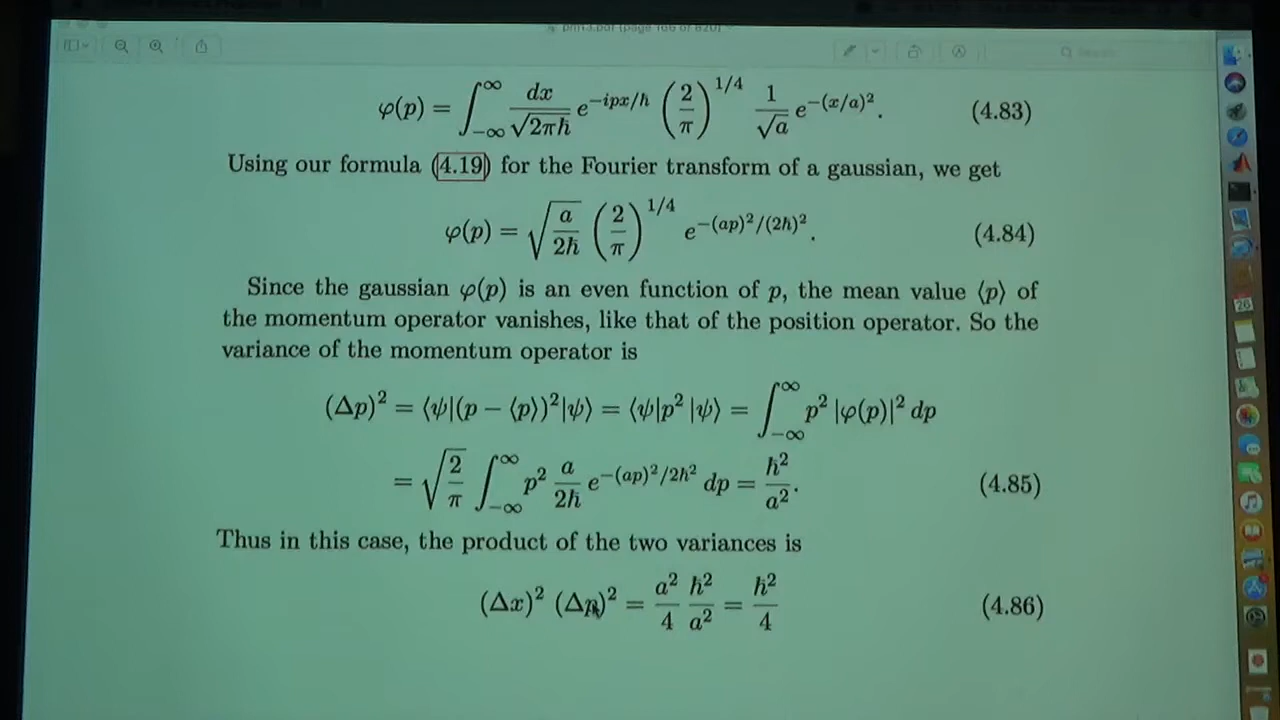 φ(p) = ∫_{-∞}^{∞} dx/√(2πħ) e^{-ipx/ħ} (2/π)^{1/4} 1/√a e^{-(x/a)²}. (4.83)
Using our formula (4.19) for the Fourier transform of a gaussian, we get
φ(p) = √(a/2ħ) (2/π)^{1/4} e^{-(ap)²/(2ħ)²}. (4.84)
Since the gaussian φ(p) is an even function of p, the mean value ⟨p⟩ of
the momentum operator vanishes, like that of the position operator. So the
variance of the momentum operator is
(Δp)² = ⟨ψ|(p − ⟨p⟩)²|ψ⟩ = ⟨ψ|p²|ψ⟩ = ∫_{-∞}^{∞} p² |φ(p)|² dp
= √(2/π) ∫_{-∞}^{∞} p² a/2ħ e^{-(ap)²/2ħ²} dp = ħ²/a². (4.85)
Thus in this case, the product of the two variances is
(Δx)² (Δp)² = a²/4 ħ²/a² = ħ²/4 (4.86)